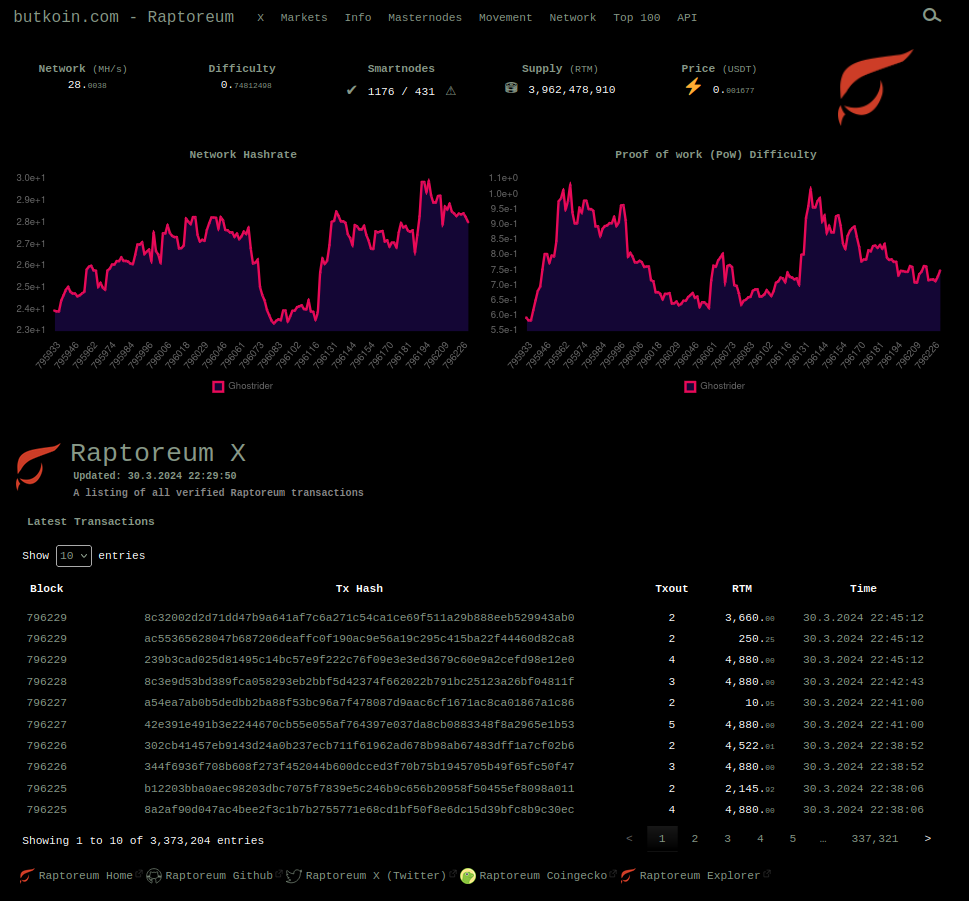 butkoin.com - Raptoreum X Markets Info Masternodes Movement Network Top 100 API
Network (MH/s) Difficulty Smartnodes Supply (RTM) Price (USDT)
28.0038 0.74812498 1176 / 431 3,962,478,910 0.001677
Network Hashrate Proof of work (PoW) Difficulty
3.0e+1
2.9e+1
2.8e+1
2.7e+1
2.6e+1
2.5e+1
2.4e+1
2.3e+1
795933 795946 795962 795974 795984 795996 796006 796018 796029 796046 796061 796073 796083 796102 796116 796131 796144 796154 796170 796181 796194 796209 796226
Ghostrider
1.1e+0
1.0e+0
9.5e-1
9.0e-1
8.5e-1
8.0e-1
7.5e-1
7.0e-1
6.5e-1
6.0e-1
5.5e-1
795933 795946 795962 795974 795984 795996 796006 796018 796029 796046 796061 796073 796083 796102 796116 796131 796144 796154 796170 796181 796194 796209 796226
Ghostrider
Raptoreum X
Updated: 30.3.2024 22:29:50
A listing of all verified Raptoreum transactions
Latest Transactions
Show 10 entries
Block Tx Hash Txout RTM Time
796229 8c32002d2d71dd47b9a641af7c6a271c54ca1ce69f511a29b888eeb529943ab0 2 3,660.00 30.3.2024 22:45:12
796229 ac55365628047b687206deaffc0f190ac9e56a19c295c415ba22f44460d82ca8 2 250.25 30.3.2024 22:45:12
796229 239b3cad025d81495c14bc57e9f222c76f09e3e3ed3679c60e9a2cefd98e12e0 4 4,880.00 30.3.2024 22:45:12
796228 8c3e9d53bd389fca058293eb2bbf5d42374f662022b791bc25123a26bf04811f 3 4,880.00 30.3.2024 22:42:43
796227 a54ea7ab0b5dedbb2ba88f53bc96a7f478087d9aac6cf1671ac8ca01867a1c86 2 10.95 30.3.2024 22:41:00
796227 42e391e491b3e2244670cb55e055af764397e037da8cb0883348f8a2965e1b53 5 4,880.00 30.3.2024 22:41:00
796226 302cb41457eb9143d24a0b237ecb711f61962ad678b98ab67483dff1a7cf02b6 2 4,522.01 30.3.2024 22:38:52
796226 344f6936f708b608f273f452044b600dcced3f70b75b1945705b49f65fc50f47 3 4,880.00 30.3.2024 22:38:52
796225 b12203bba0aec98203dbc7075f7839e5c246b9c656b20958f50455ef8098a011 2 2,145.92 30.3.2024 22:38:06
796225 8a2af90d047ac4bee2f3c1b7b2755771e68cd1bf50f8e6dc15d39bfc8b9c30ec 4 4,880.00 30.3.2024 22:38:06
Showing 1 to 10 of 3,373,204 entries < 1 2 3 4 5 … 337,321 >
Raptoreum Home Raptoreum Github Raptoreum X (Twitter) Raptoreum Coingecko Raptoreum Explorer